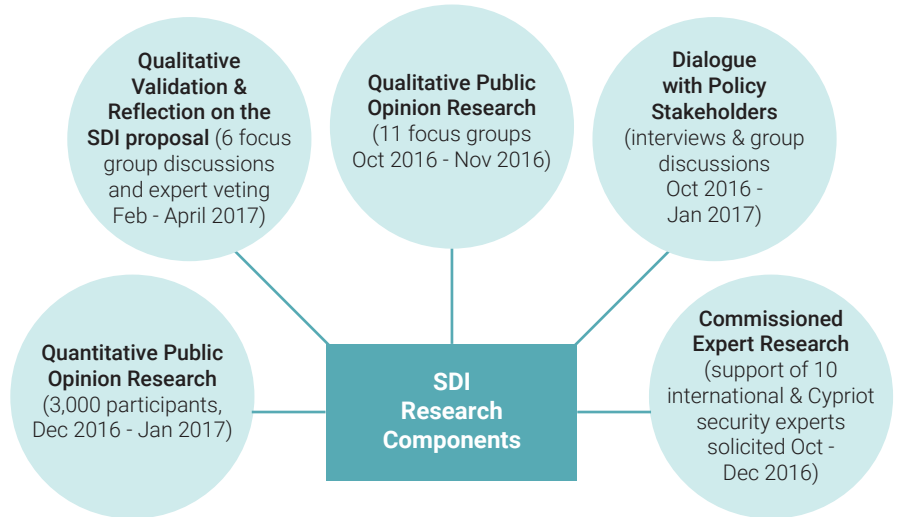 Qualitative
Validation &
Reflection on the
SDI proposal (6 focus
group discussions
and expert vetting
Feb - April 2017)
Qualitative Public
Opinion Research
(11 focus groups
Oct 2016 - Nov 2016)
Dialogue
with Policy
Stakeholders
(interviews & group
discussions
Oct 2016 -
Jan 2017)
Quantitative Public
Opinion Research
(3,000 participants,
Dec 2016 - Jan 2017)
SDI
Research
Components
Commissioned
Expert Research
(support of 10
international & Cypriot
security experts
solicited Oct -
Dec 2016)